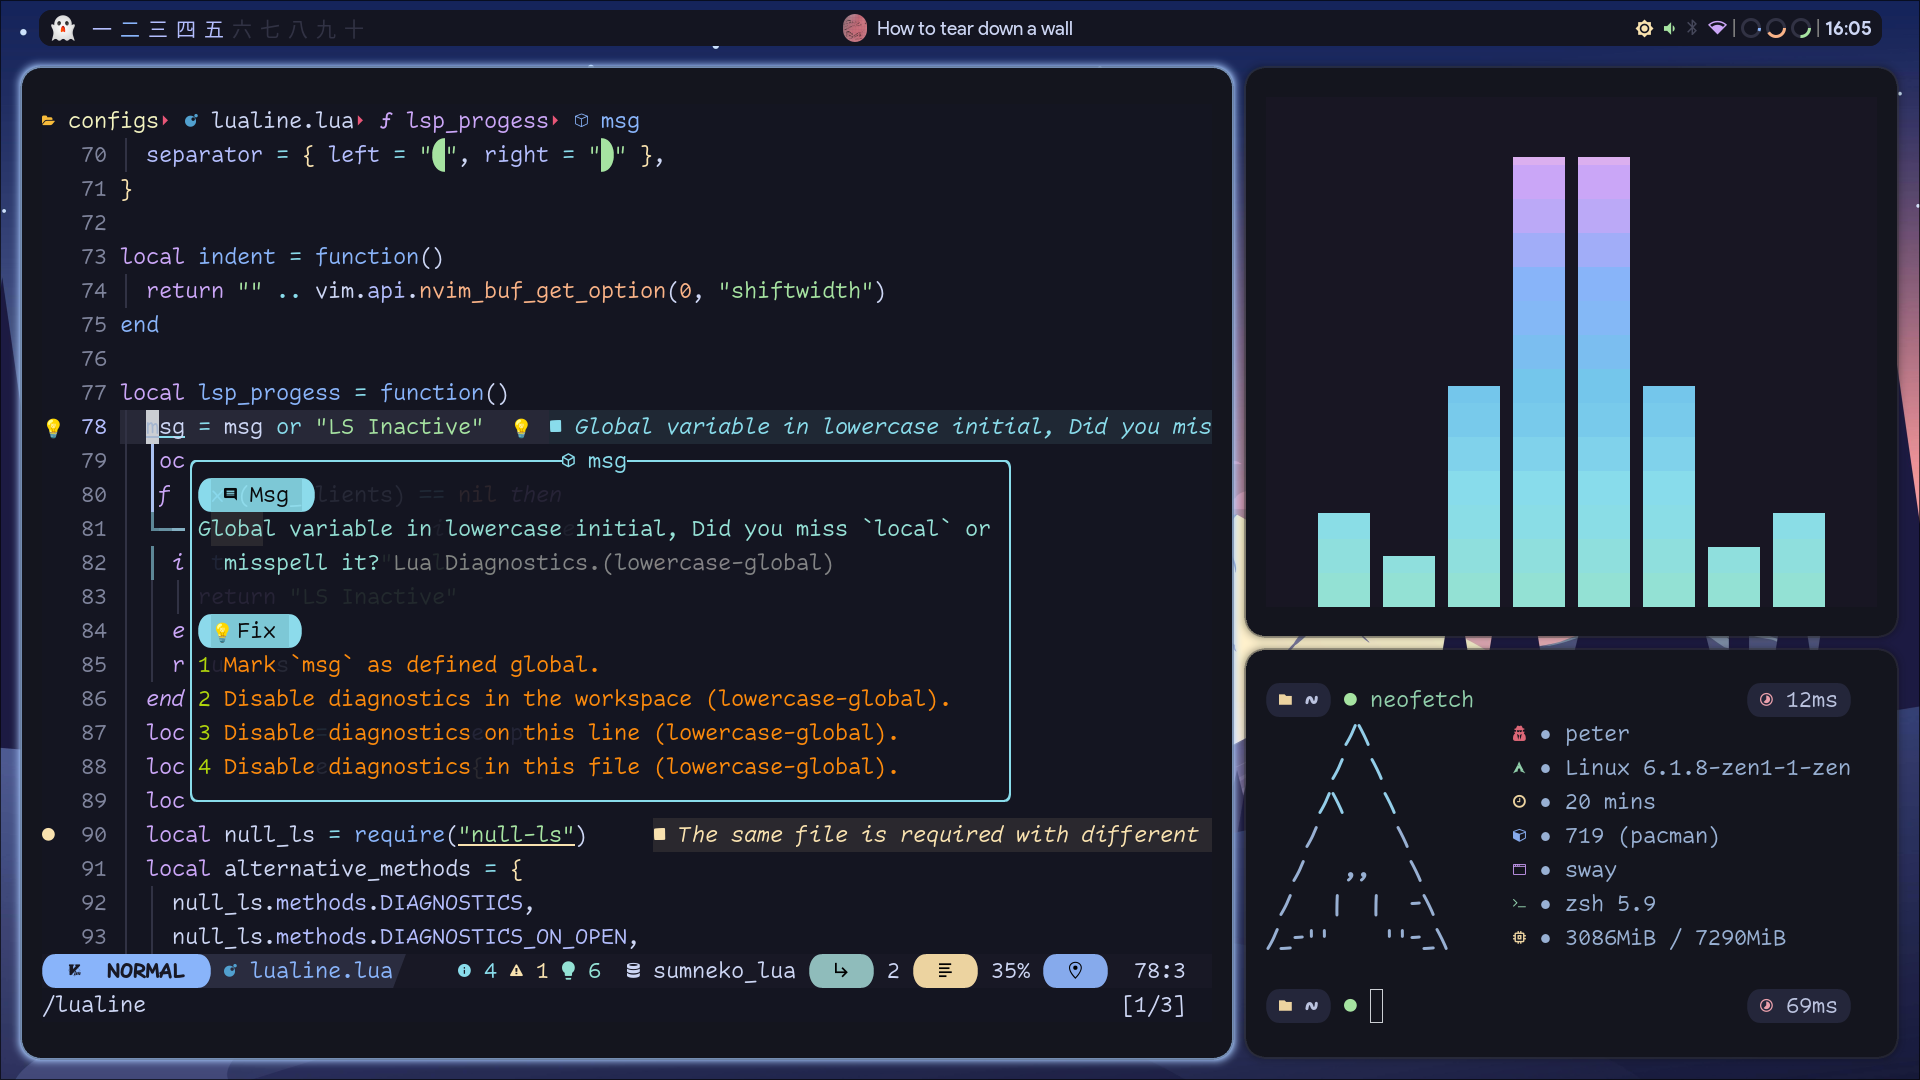 一 二 三 四 五 六 七 八 九 十
How to tear down a wall
16:05
configs lualine.lua ƒ lsp_progess msg
70 separator = { left = "", right = "" },
71 }
72
73 local indent = function()
74 return "" .. vim.api.nvim_buf_get_option(0, "shiftwidth")
75 end
76
77 local lsp_progess = function()
78 msg = msg or "LS Inactive" Global variable in lowercase initial, Did you mis
79 oc
msg
80 f
Msg
81
Global variable in lowercase initial, Did you miss `local` or
82 i
misspell it? Lua Diagnostics.(lowercase-global)
83 return "LS Inactive"
84 e
Fix
85 r
1 Mark `msg` as defined global.
86 end
2 Disable diagnostics in the workspace (lowercase-global).
87 loc
3 Disable diagnostics on this line (lowercase-global).
88 loc
4 Disable diagnostics in this file (lowercase-global).
89 loc
90 local null_ls = require("null-ls") The same file is required with different
91 local alternative_methods = {
92 null_ls.methods.DIAGNOSTICS,
93 null_ls.methods.DIAGNOSTICS_ON_OPEN,
NORMAL lualine.lua 4 1 6 sumneko_lua 2 35% 78:3
/lualine [1/3]
~ neofetch 12ms
peter
Linux 6.1.8-zen1-1-zen
20 mins
719 (pacman)
sway
zsh 5.9
3086MiB / 7290MiB
~ 69ms